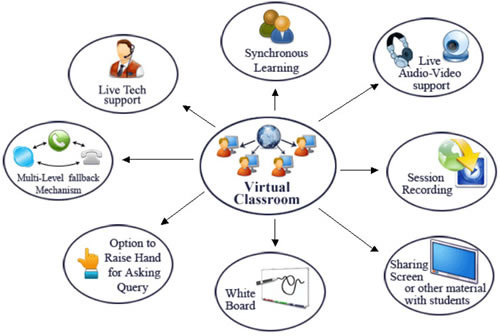 Synchronous
Learning
Live
Audio-Video
support
Live Tech
support
Multi-Level fallback
Mechanism
Virtual
Classroom
Session
Recording
Option to
Raise Hand
for Asking
Query
White
Board
Sharing
Screen
or other material
with students